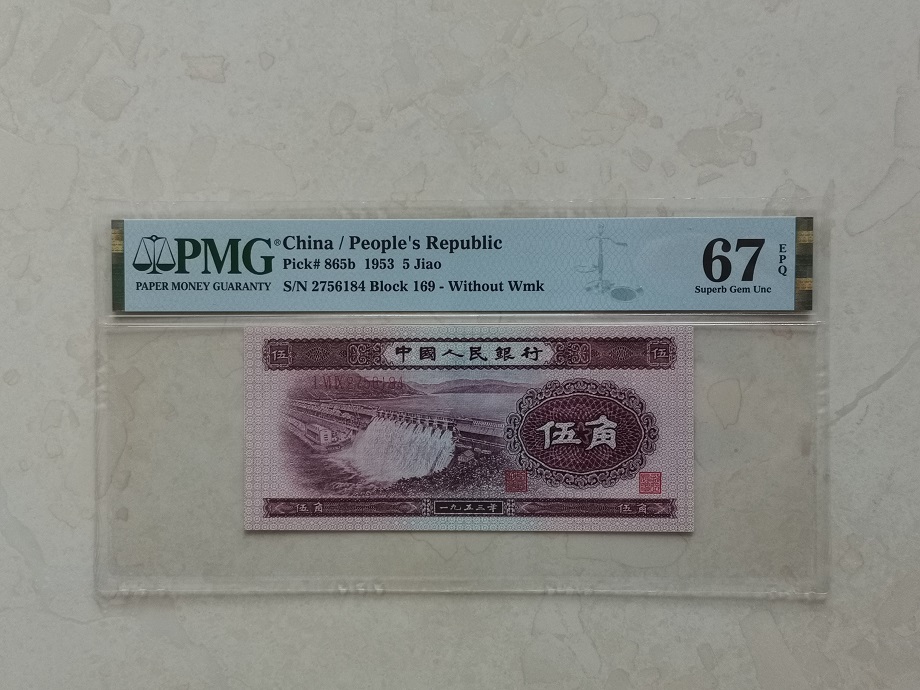 PMG®
PAPER MONEY GUARANTY
China / People's Republic
Pick# 865b 1953 5 Jiao
S/N 2756184 Block 169 - Without Wmk
67
EPQ
Superb Gem Unc
伍 中國人民銀行 伍
2756184
伍角
伍角 一九五三年 伍角